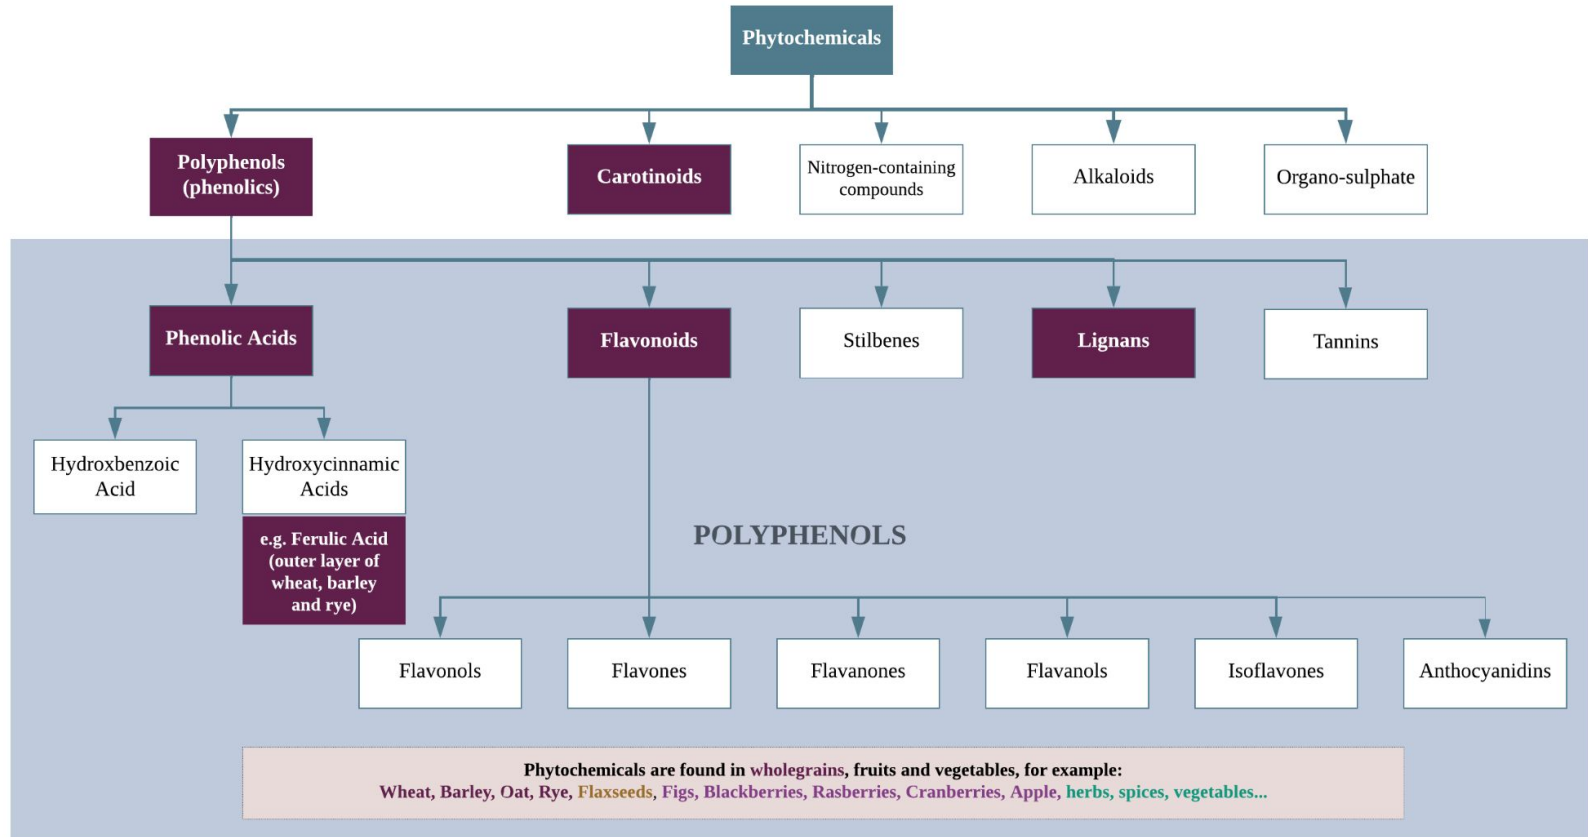 Phytochemicals
Polyphenols
(phenolics)
Carotinoids
Nitrogen-containing
compounds
Alkaloids
Organo-sulphate
Phenolic Acids
Flavonoids
Stilbenes
Lignans
Tannins
Hydroxbenzoic
Acid
Hydroxycinnamic
Acids
e.g. Ferulic Acid
(outer layer of
wheat, barley
and rye)
POLYPHENOLS
Flavonols
Flavones
Flavanones
Flavanols
Isoflavones
Anthocyanidins
Phytochemicals are found in wholegrains, fruits and vegetables, for example:
Wheat, Barley, Oat, Rye, Flaxseeds, Figs, Blackberries, Rasberries, Cranberries, Apple, herbs, spices, vegetables...